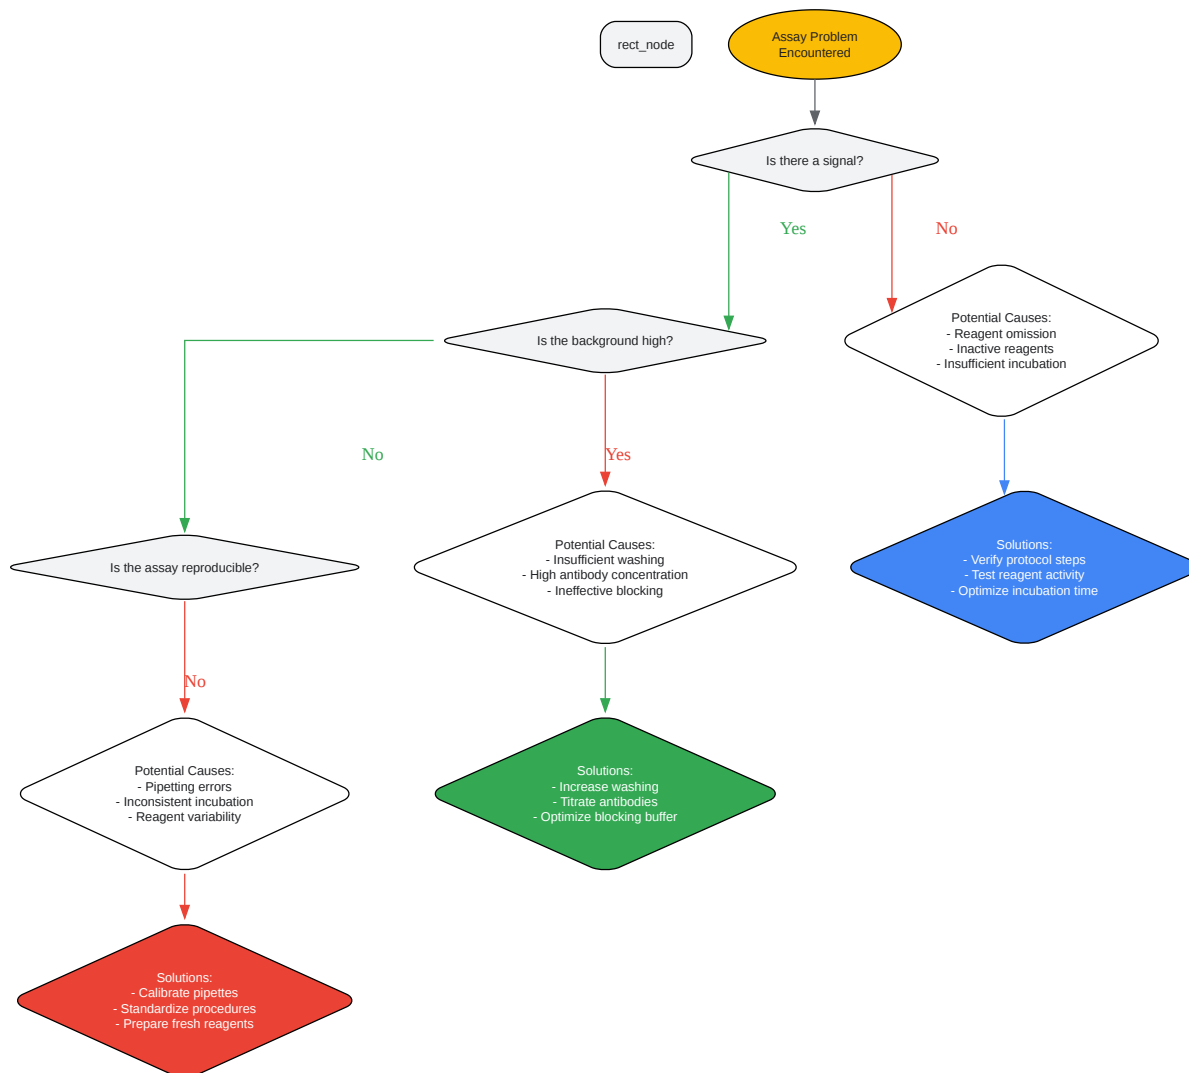 rect_node
Assay Problem
Encountered
Is there a signal?
Yes
No
Potential Causes:
- Reagent omission
- Inactive reagents
- Insufficient incubation
Is the background high?
No
Yes
Potential Causes:
- Insufficient washing
- High antibody concentration
- Ineffective blocking
Solutions:
- Verify protocol steps
- Test reagent activity
- Optimize incubation time
Is the assay reproducible?
No
Potential Causes:
- Pipetting errors
- Inconsistent incubation
- Reagent variability
Solutions:
- Increase washing
- Titrate antibodies
- Optimize blocking buffer
Solutions:
- Calibrate pipettes
- Standardize procedures
- Prepare fresh reagents